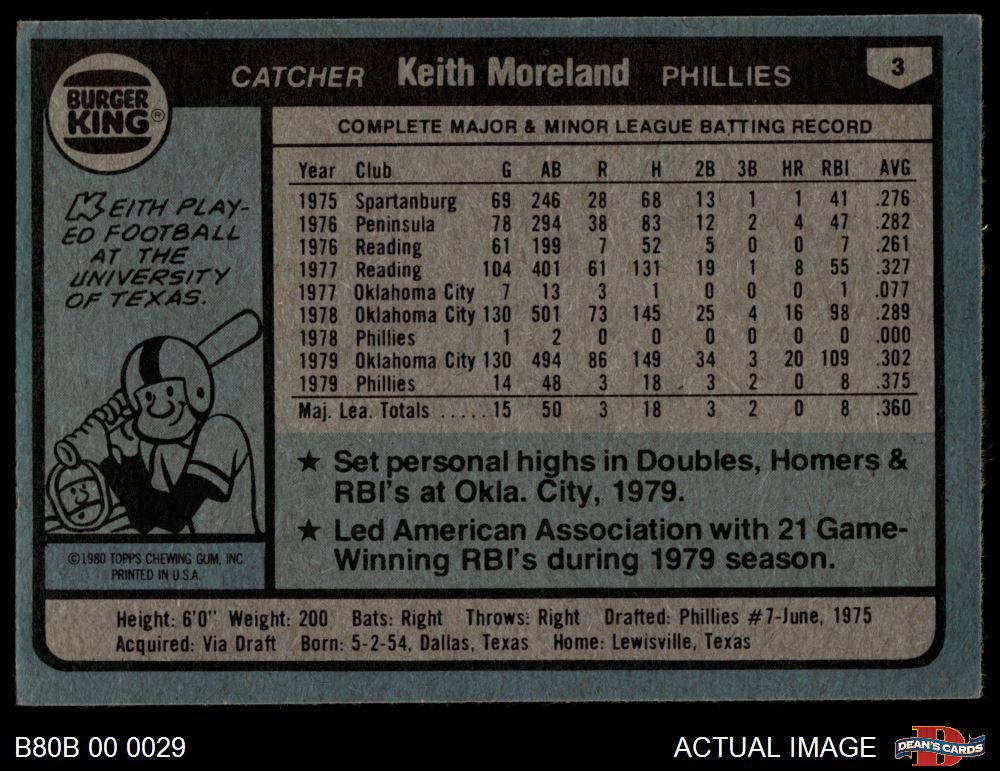 BURGER
KING®
CATCHER Keith Moreland PHILLIES 3
KEITH PLAY-
ED FOOTBALL
AT THE
UNIVERSITY
OF TEXAS.
©1980 TOPPS CHEWING GUM, INC.
PRINTED IN U.S.A.
COMPLETE MAJOR & MINOR LEAGUE BATTING RECORD
Year Club G AB R H 2B 3B HR RBI AVG
1975 Spartanburg 69 246 28 68 13 1 1 41 .276
1976 Peninsula 78 294 38 83 12 2 4 47 .282
1976 Reading 61 199 7 52 5 0 0 7 .261
1977 Reading 104 401 61 131 19 1 8 55 .327
1977 Oklahoma City 7 13 3 1 0 0 0 1 .077
1978 Oklahoma City 130 501 73 145 25 4 16 98 .289
1978 Phillies 1 2 0 0 0 0 0 0 .000
1979 Oklahoma City 130 494 86 149 34 3 20 109 .302
1979 Phillies 14 48 3 18 3 2 0 8 .375
Maj. Lea. Totals ..... 15 50 3 18 3 2 0 8 .360
★ Set personal highs in Doubles, Homers &
RBI's at Okla. City, 1979.
★ Led American Association with 21 Game-
Winning RBI's during 1979 season.
Height: 6'0" Weight: 200 Bats: Right Throws: Right Drafted: Phillies #7-June, 1975
Acquired: Via Draft Born: 5-2-54, Dallas, Texas Home: Lewisville, Texas
B80B 00 0029
ACTUAL IMAGE
D
DEAN'S CARDS